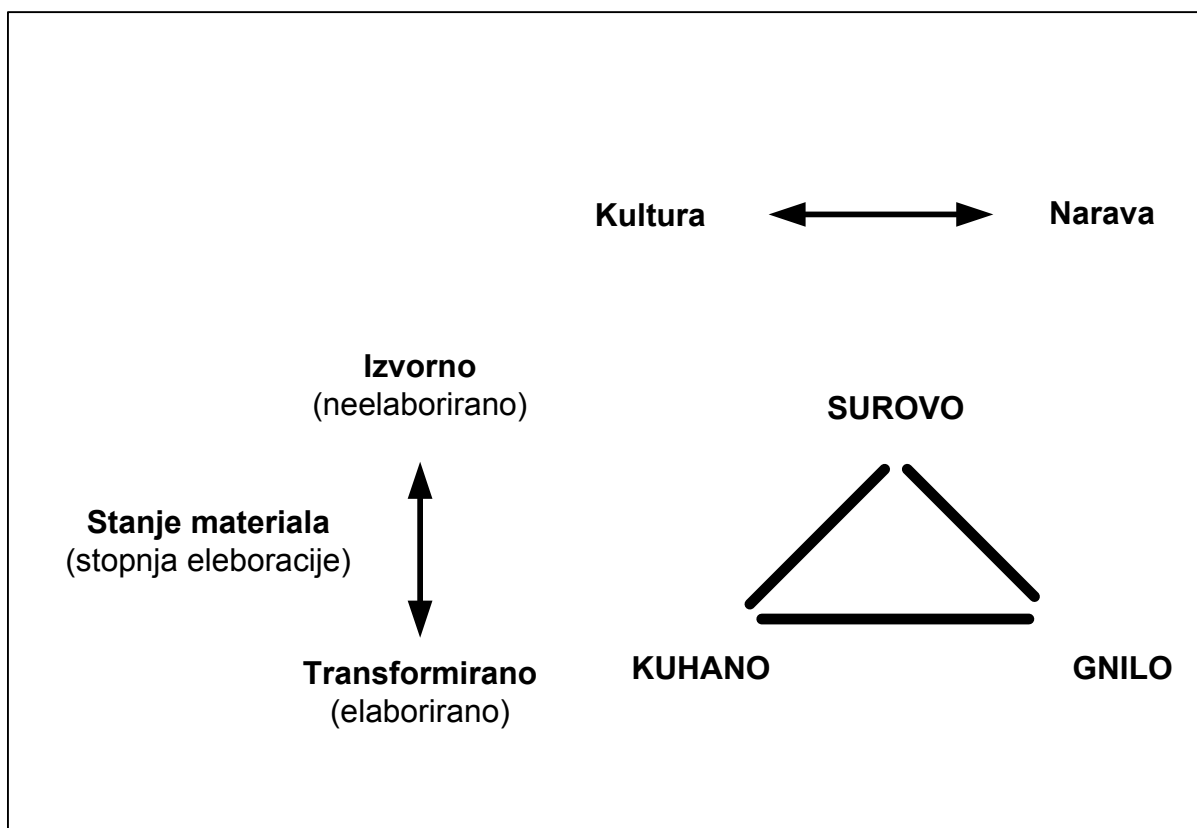 Kultura
Narava
Izvorno
(neelaborirano)
SUROVO
Stanje materiala
(stopnja eleboracije)
Transformirano
(elaborirano)
KUHANO
GNILO